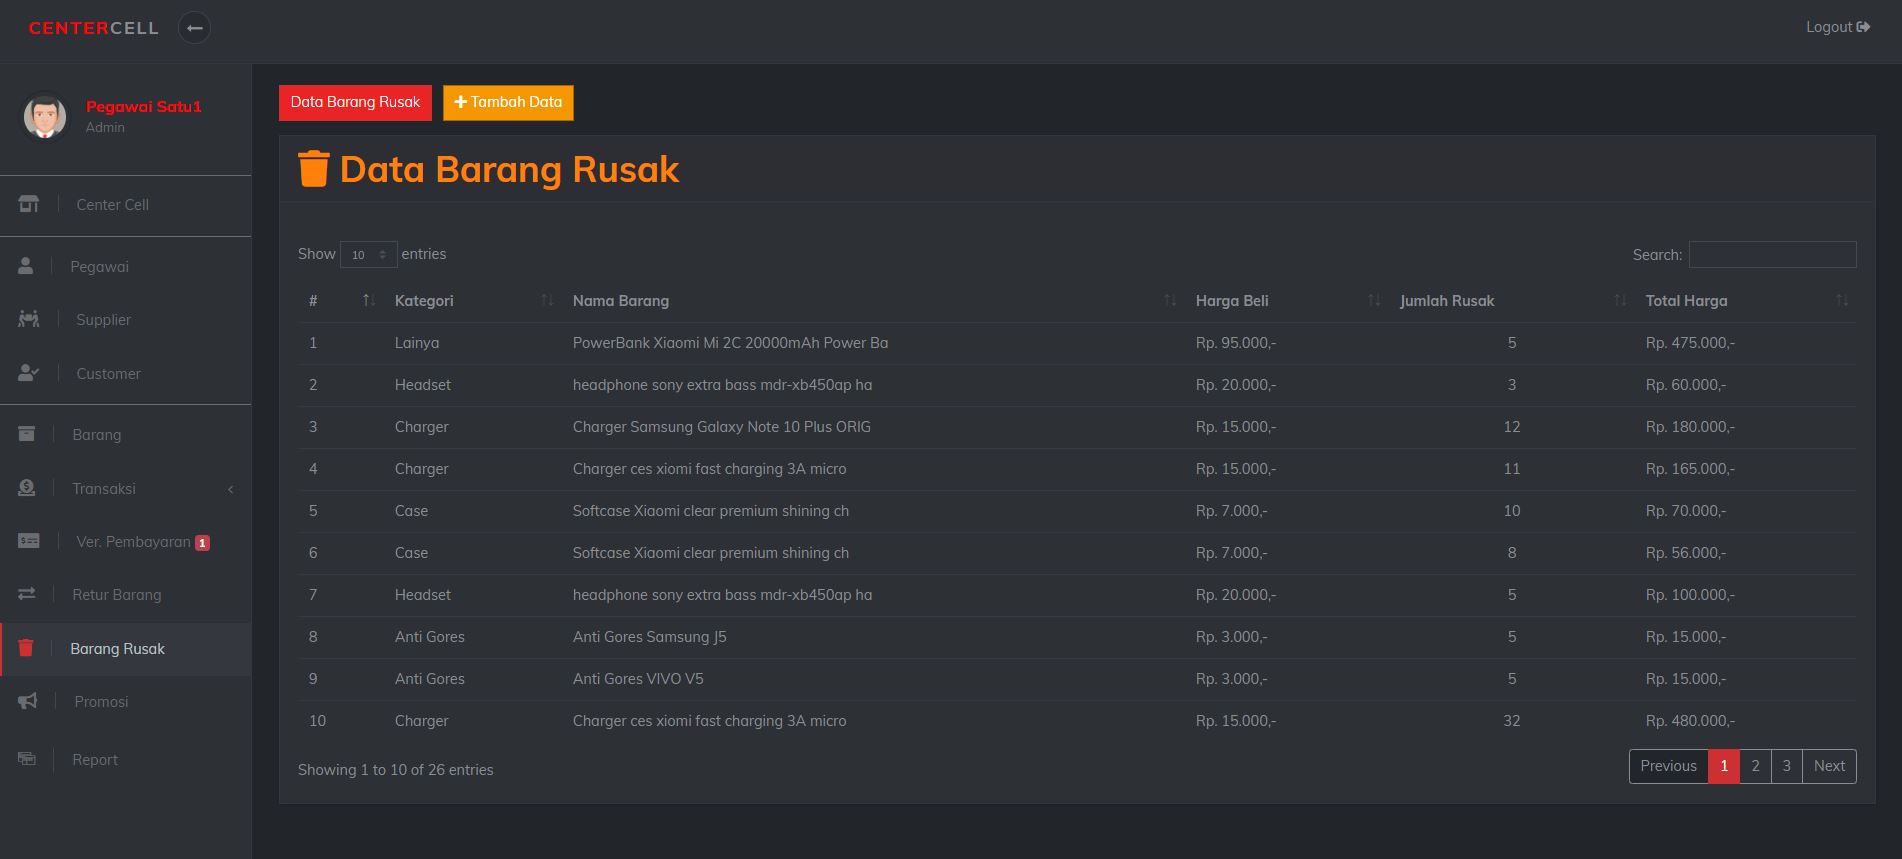 CENTERCELL
Logout
Pegawai Satu1
Admin
Center Cell
Pegawai
Supplier
Customer
Barang
Transaksi
Ver. Pembayaran 1
Retur Barang
Barang Rusak
Promosi
Report
Data Barang Rusak + Tambah Data
Data Barang Rusak
Show 10 entries Search:
# Kategori Nama Barang Harga Beli Jumlah Rusak Total Harga
1 Lainya PowerBank Xiaomi Mi 2C 20000mAh Power Ba Rp. 95.000,- 5 Rp. 475.000,-
2 Headset headphone sony extra bass mdr-xb450ap ha Rp. 20.000,- 3 Rp. 60.000,-
3 Charger Charger Samsung Galaxy Note 10 Plus ORIG Rp. 15.000,- 12 Rp. 180.000,-
4 Charger Charger ces xiomi fast charging 3A micro Rp. 15.000,- 11 Rp. 165.000,-
5 Case Softcase Xiaomi clear premium shining ch Rp. 7.000,- 10 Rp. 70.000,-
6 Case Softcase Xiaomi clear premium shining ch Rp. 7.000,- 8 Rp. 56.000,-
7 Headset headphone sony extra bass mdr-xb450ap ha Rp. 20.000,- 5 Rp. 100.000,-
8 Anti Gores Anti Gores Samsung J5 Rp. 3.000,- 5 Rp. 15.000,-
9 Anti Gores Anti Gores VIVO V5 Rp. 3.000,- 5 Rp. 15.000,-
10 Charger Charger ces xiomi fast charging 3A micro Rp. 15.000,- 32 Rp. 480.000,-
Showing 1 to 10 of 26 entries
Previous 1 2 3 Next